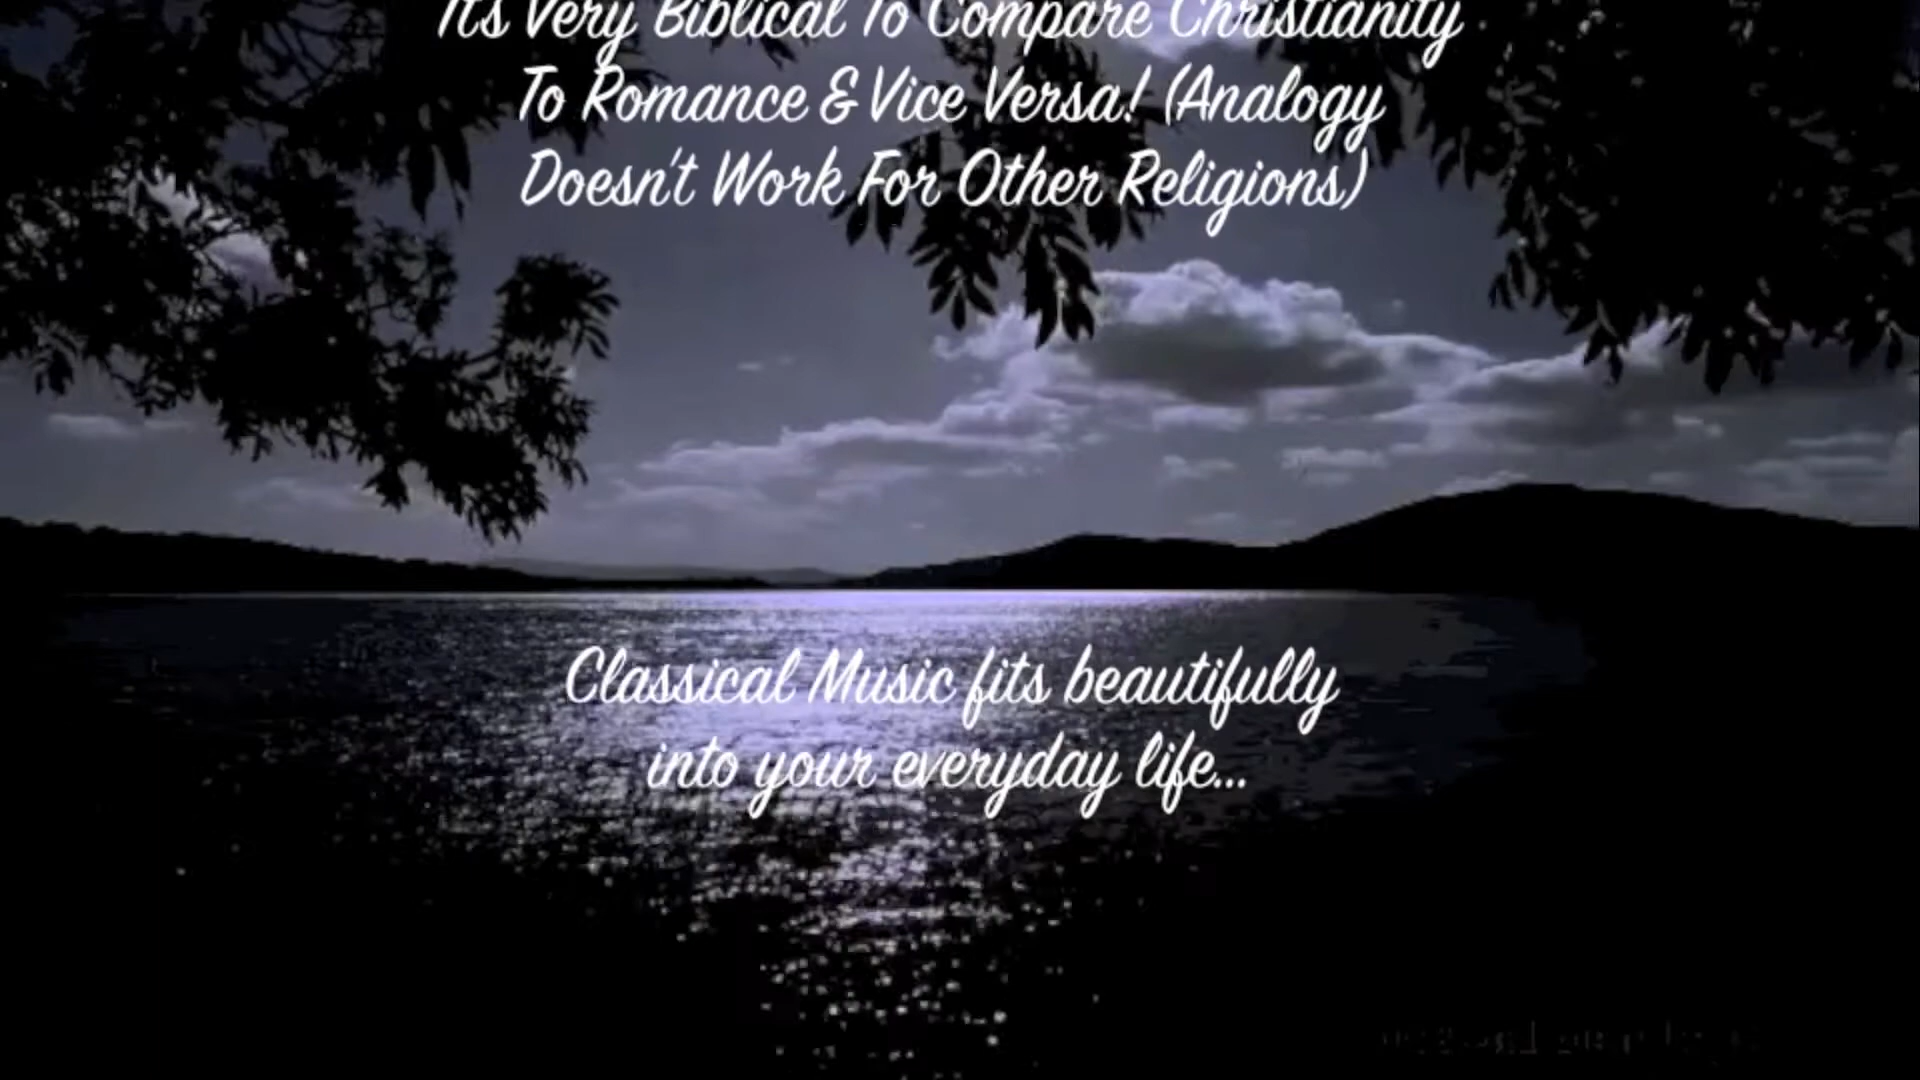 It's Very Biblical To Compare Christianity
To Romance & Vice Versa! (Analogy
Doesn't Work For Other Religions)
Classical Music fits beautifully
into your everyday life...